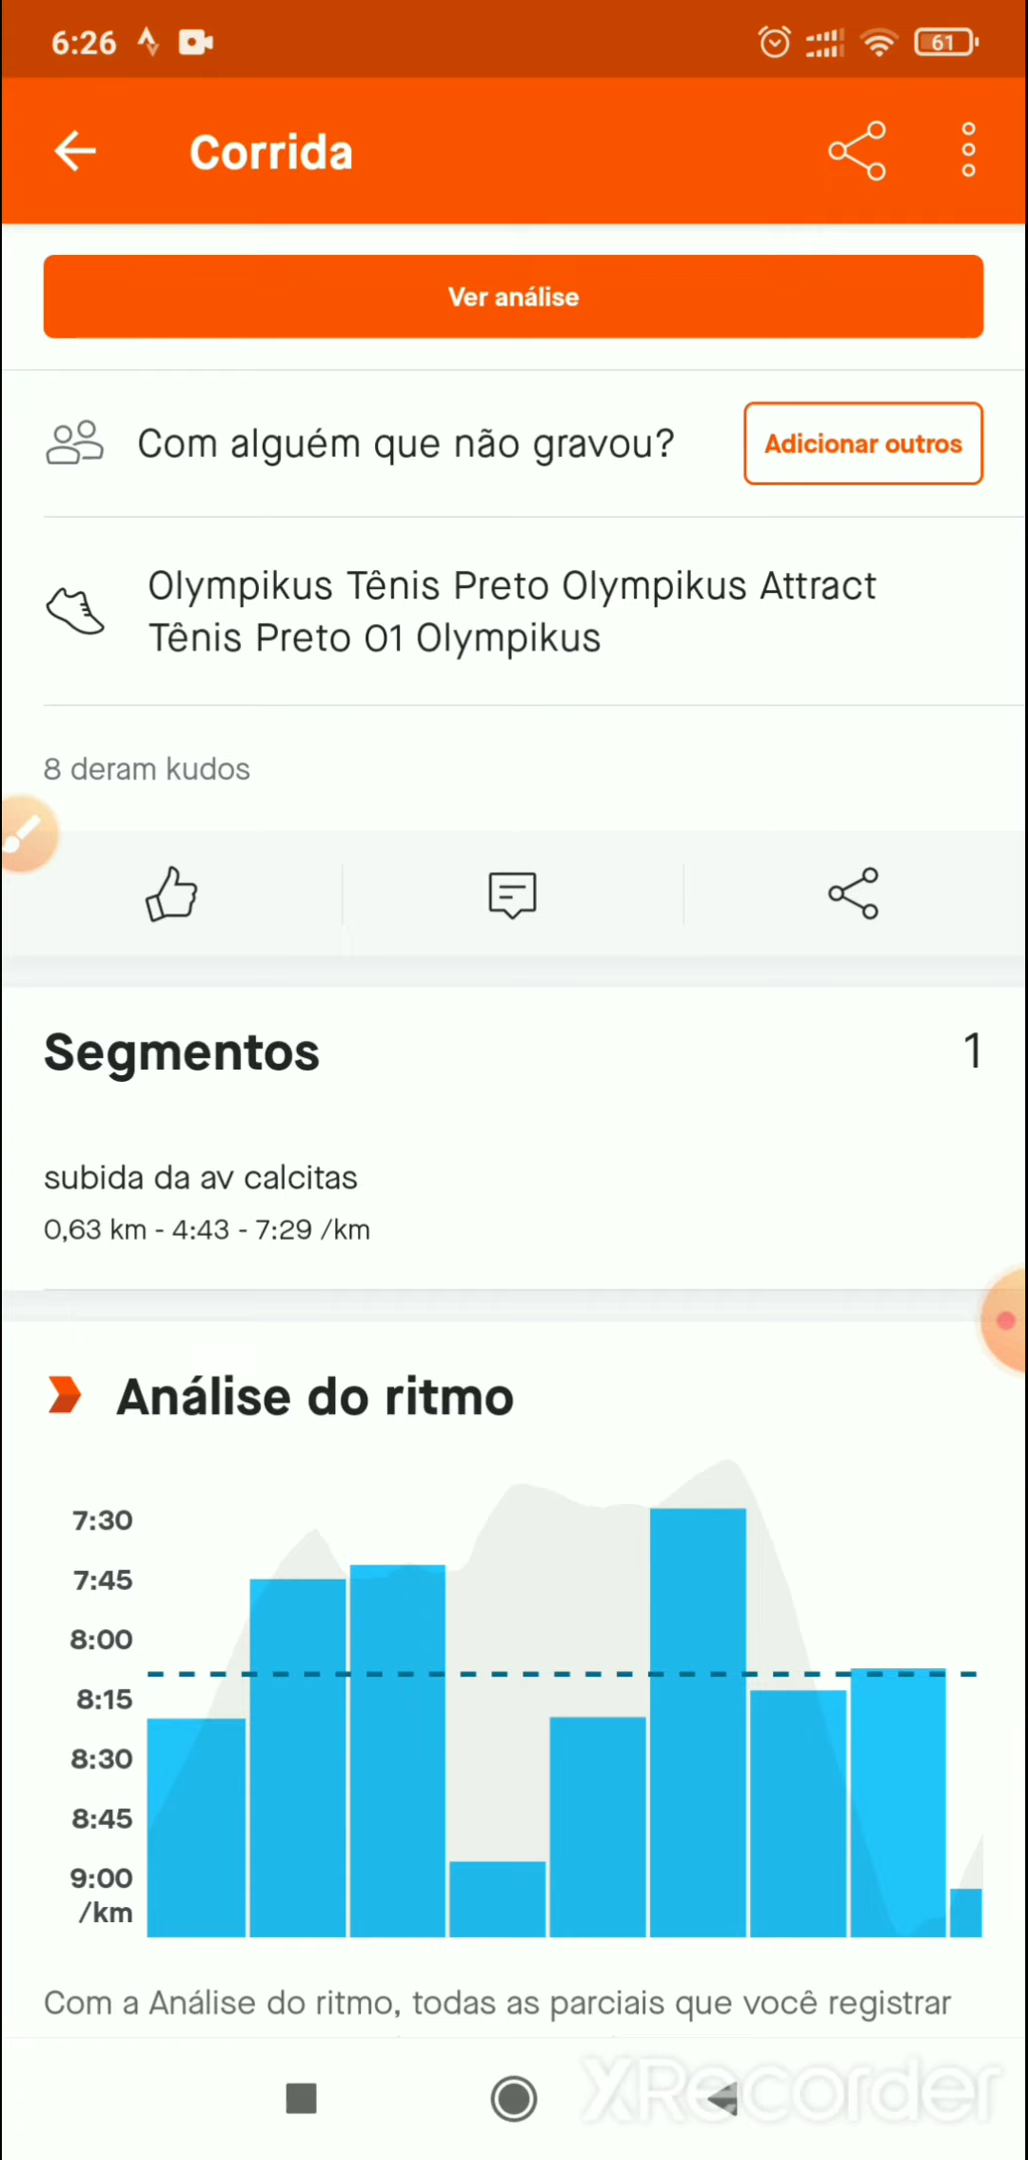 6:26
61
Corrida
Ver análise
Com alguém que não gravou?
Adicionar outros
Olympikus Tênis Preto Olympikus Attract
Tênis Preto 01 Olympikus
8 deram kudos
Segmentos
1
subida da av calcitas
0,63 km - 4:43 - 7:29 /km
Análise do ritmo
7:30
7:45
8:00
8:15
8:30
8:45
9:00
/km
Com a Análise do ritmo, todas as parciais que você registrar
XRecorder